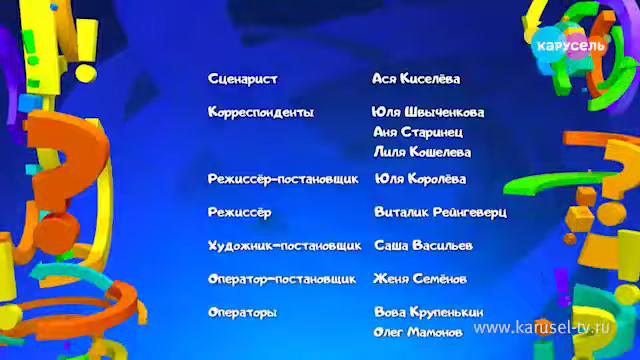 карусель
Сценарист Ася Киселёва
Корреспонденты Юля Швыченкова
Аня Старинец
Лиля Кошелева
Режиссёр-постановщик Юля Королёва
Режиссёр Виталик Рейнгеверц
Художник-постановщик Саша Васильев
Оператор-постановщик Женя Семёнов
Операторы Вова Крупенькин
Олег Мамонов
www.karusel-tv.ru